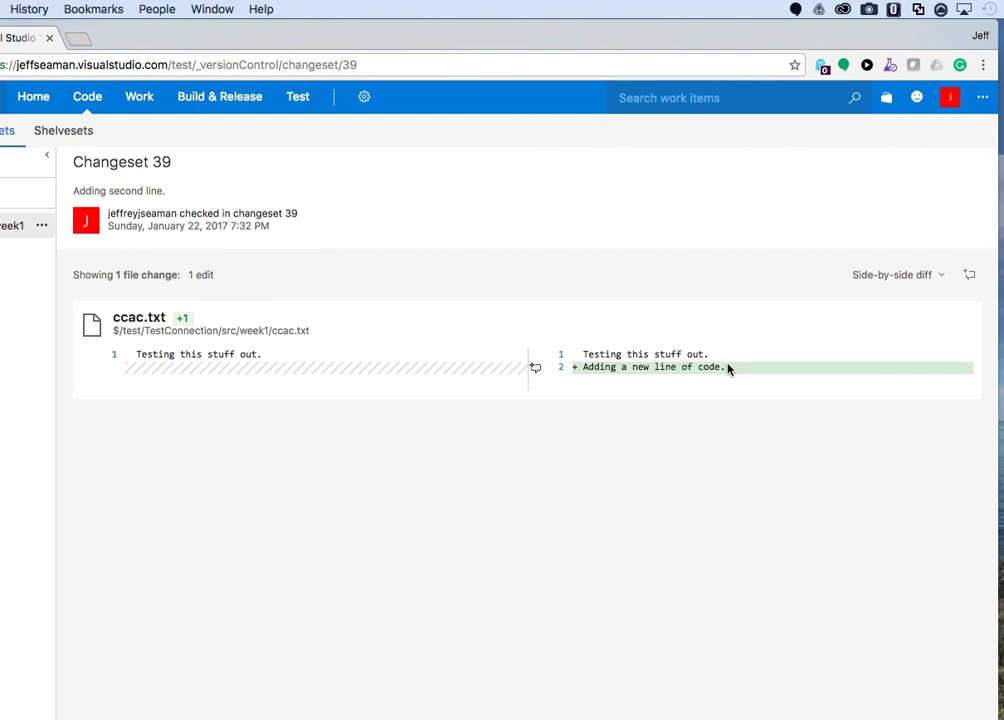 History Bookmarks People Window Help
l Studio
Jeff
s://jeffseaman.visualstudio.com/test/_versionControl/changeset/39
0
Home Code Work Build & Release Test Search work items J
ets Shelvesets
Changeset 39
Adding second line.
J
jeffreyjseaman checked in changeset 39
Sunday, January 22, 2017 7:32 PM
eek1 •••
Showing 1 file change: 1 edit Side-by-side diff
ccac.txt +1
$/test/TestConnection/src/week1/ccac.txt
1 Testing this stuff out.
1 Testing this stuff out.
2 + Adding a new line of code.